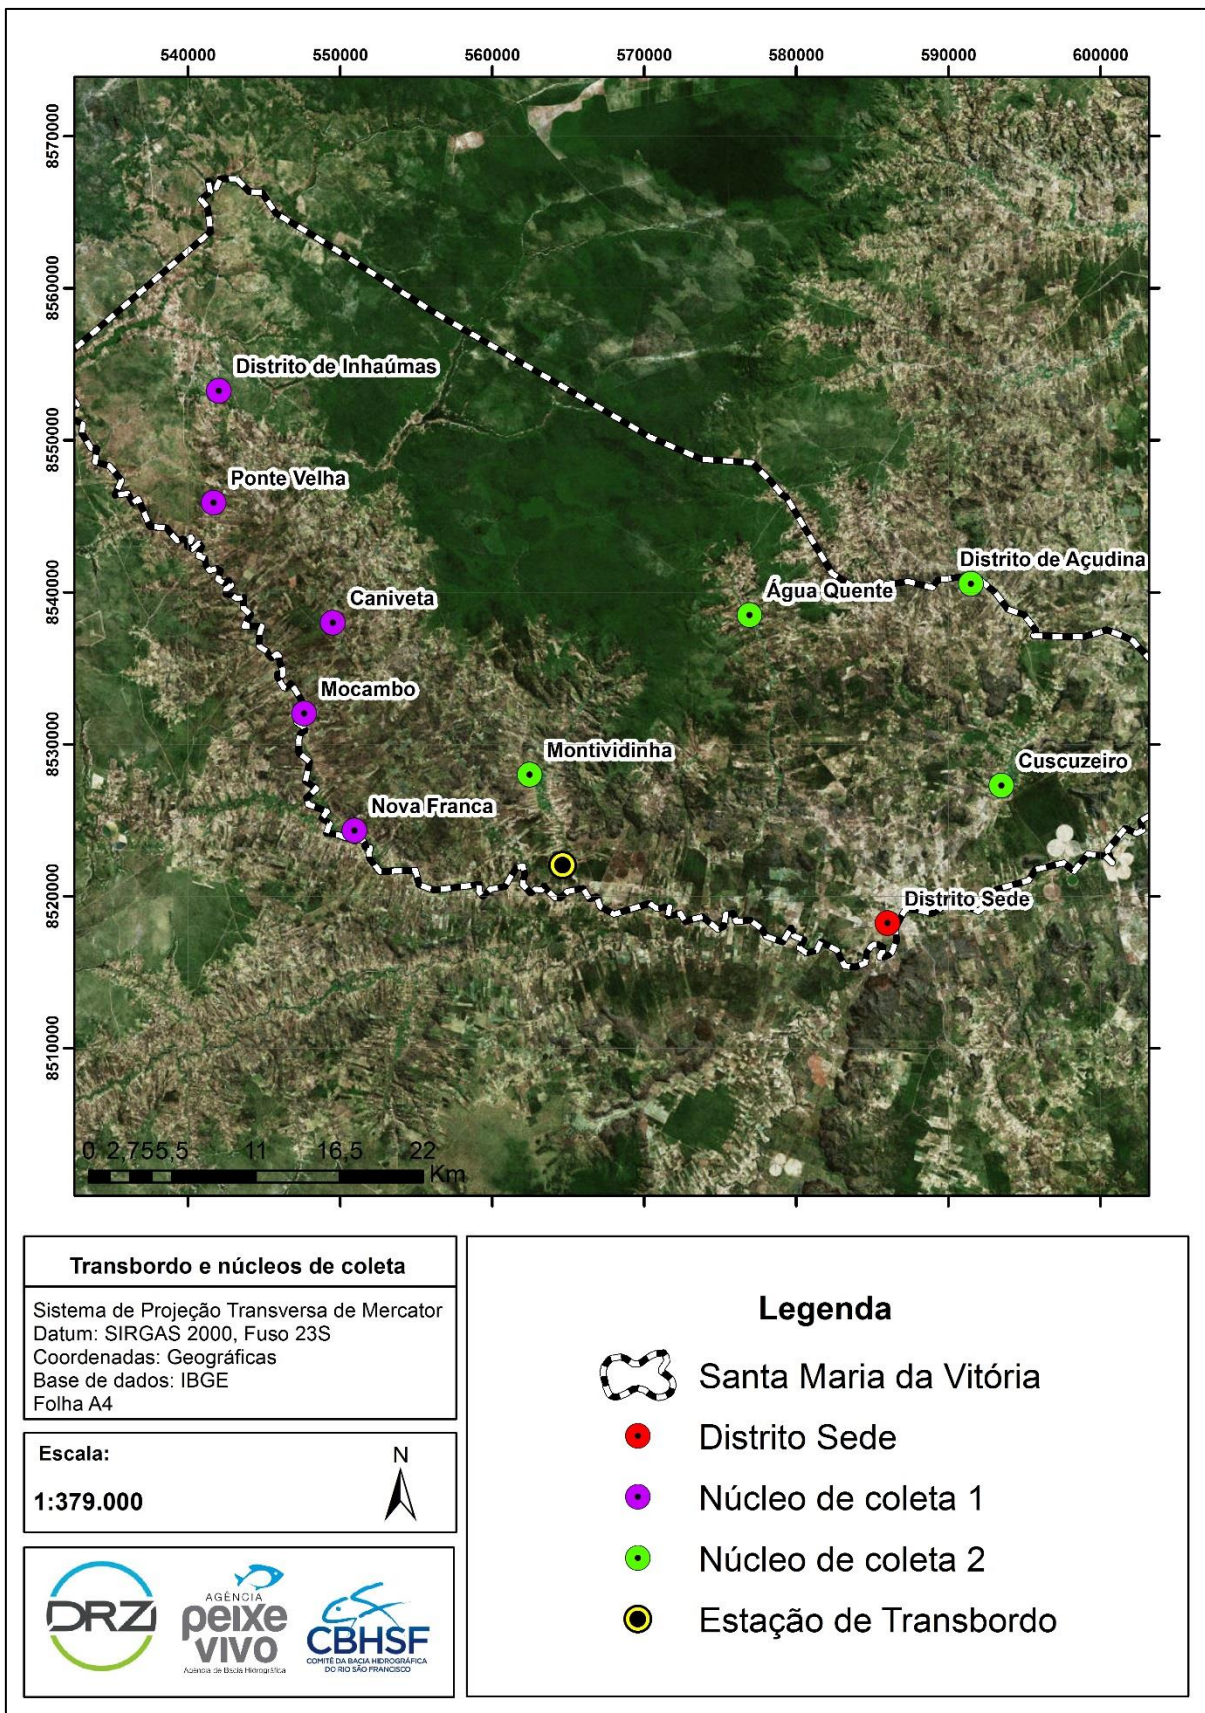 540000 550000 560000 570000 580000 590000 600000
8570000
8560000
8550000
8540000
8530000
8520000
8510000
Distrito de Inhaúmas
Ponte Velha
Distrito de Açudina
Água Quente
Caniveta
Mocambo
Montividinha
Cuscuzeiro
Nova Franca
Distrito Sede
0 2,755,5 11 16,5 22
Km
Transbordo e núcleos de coleta
Sistema de Projeção Transversa de Mercator
Datum: SIRGAS 2000, Fuso 23S
Coordenadas: Geográficas
Base de dados: IBGE
Folha A4
Escala:
N
1:379.000
DRZ
AGÊNCIA
peixe
vivo
Agência de Bacia Hidrográfica
CBHSF
COMITÊ DA BACIA HIDROGRÁFICA
DO RIO SÃO FRANCISCO
Legenda
Santa Maria da Vitória
Distrito Sede
Núcleo de coleta 1
Núcleo de coleta 2
Estação de Transbordo